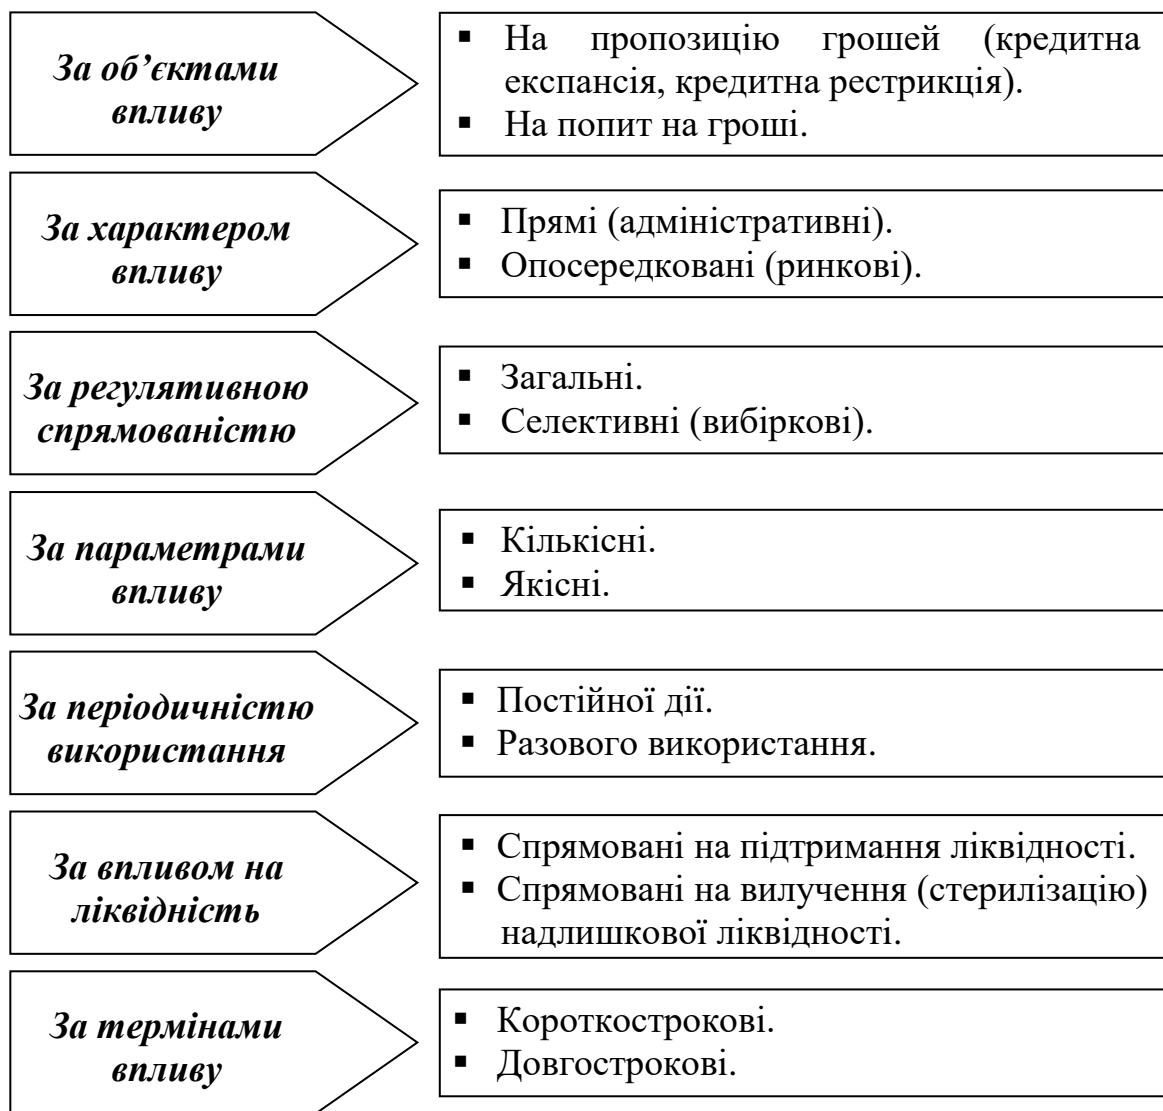 За об’єктами
впливу
▪ На пропозицію грошей (кредитна
експансія, кредитна рестрикція).
▪ На попит на гроші.
За характером
впливу
▪ Прямі (адміністративні).
▪ Опосередковані (ринкові).
За регулятивною
спрямованістю
▪ Загальні.
▪ Селективні (вибіркові).
За параметрами
впливу
▪ Кількісні.
▪ Якісні.
За періодичністю
використання
▪ Постійної дії.
▪ Разового використання.
За впливом на
ліквідність
▪ Спрямовані на підтримання ліквідності.
▪ Спрямовані на вилучення (стерилізацію)
надлишкової ліквідності.
За термінами
впливу
▪ Короткострокові.
▪ Довгострокові.